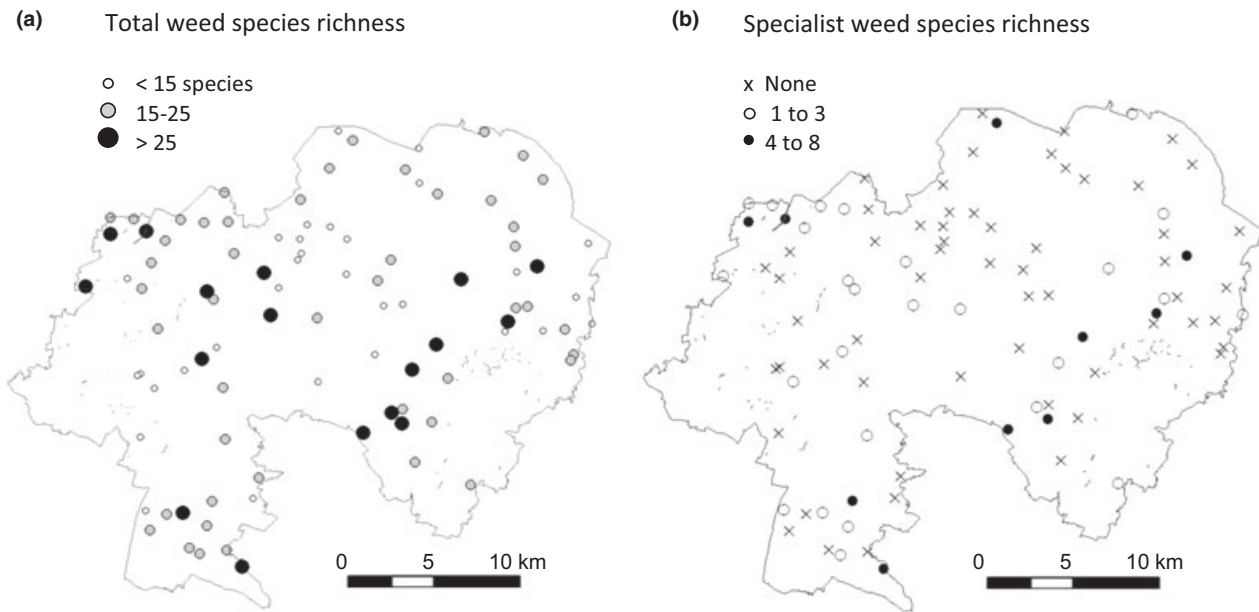 (a) Total weed species richness
< 15 species
15-25
> 25
0 5 10 km
(b) Specialist weed species richness
x None
1 to 3
4 to 8
0 5 10 km